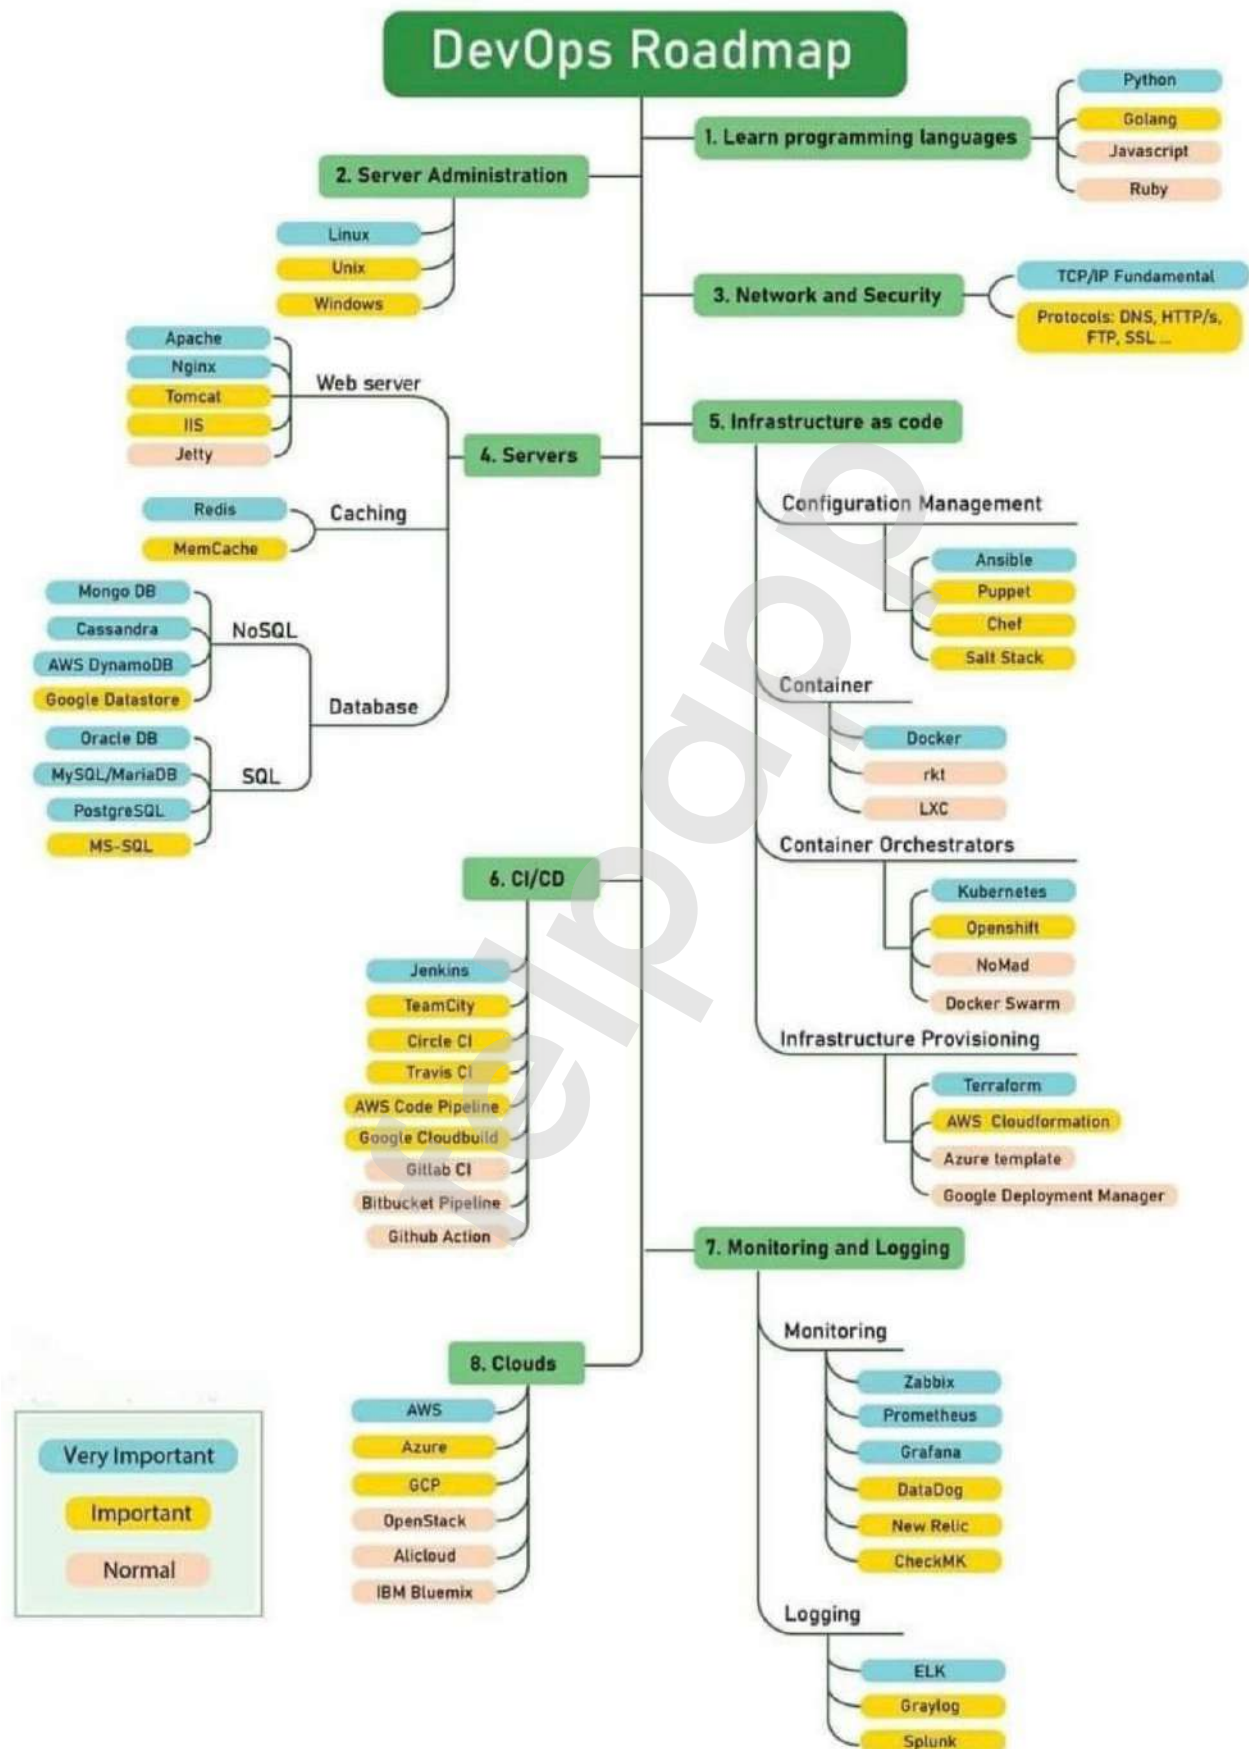 DevOps Roadmap
1. Learn programming languages
Python
Golang
Javascript
Ruby
2. Server Administration
Linux
Unix
Windows
3. Network and Security
TCP/IP Fundamental
Protocols: DNS, HTTP/s,
FTP, SSL ...
4. Servers
Web server
Apache
Nginx
Tomcat
IIS
Jetty
Caching
Redis
MemCache
Database
NoSQL
Mongo DB
Cassandra
AWS DynamoDB
Google Datastore
SQL
Oracle DB
MySQL/MariaDB
PostgreSQL
MS-SQL
5. Infrastructure as code
Configuration Management
Ansible
Puppet
Chef
Salt Stack
Container
Docker
rkt
LXC
Container Orchestrators
Kubernetes
Openshift
NoMad
Docker Swarm
Infrastructure Provisioning
Terraform
AWS Cloudformation
Azure template
Google Deployment Manager
6. CI/CD
Jenkins
TeamCity
Circle CI
Travis CI
AWS Code Pipeline
Google Cloudbuild
Gitlab CI
Bitbucket Pipeline
Github Action
7. Monitoring and Logging
Monitoring
Zabbix
Prometheus
Grafana
DataDog
New Relic
CheckMK
Logging
ELK
Graylog
Splunk
8. Clouds
AWS
Azure
GCP
OpenStack
Alicloud
IBM Bluemix
Very Important
Important
Normal
relpapp